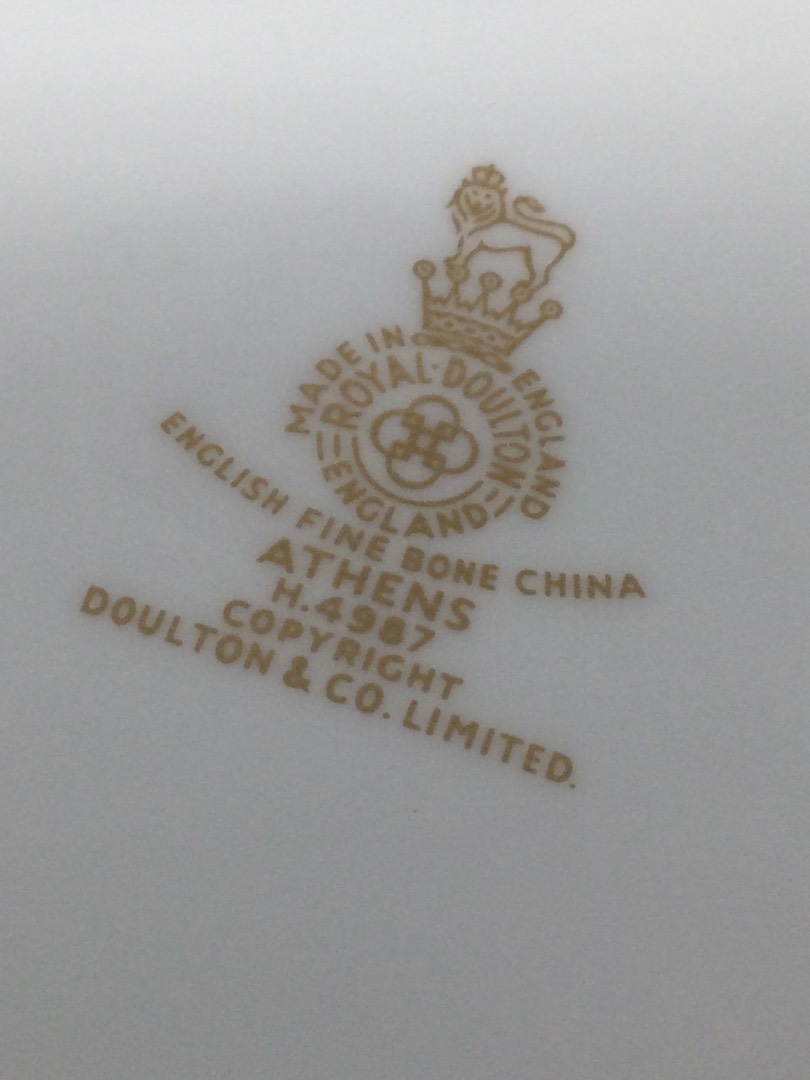 MADE IN ENGLAND
ROYAL·DOULTON
ENGLAND
ENGLISH FINE BONE CHINA
ATHENS
H.4987
COPYRIGHT
DOULTON & CO. LIMITED.